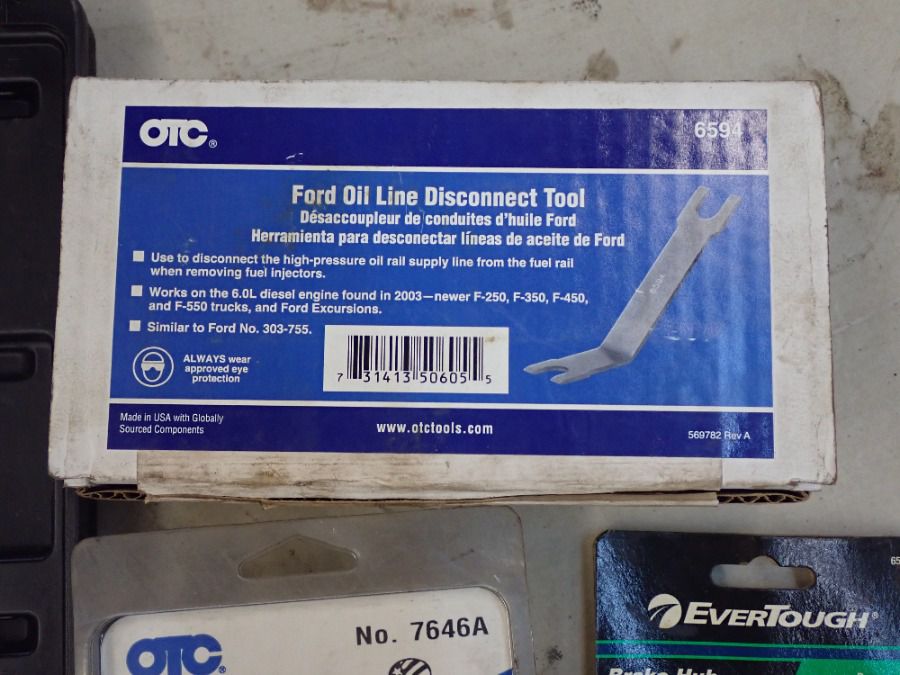 OTC®
6594
Ford Oil Line Disconnect Tool
Désaccoupleur de conduites d'huile Ford
Herramienta para desconectar líneas de aceite de Ford
Use to disconnect the high-pressure oil rail supply line from the fuel rail
when removing fuel injectors.
Works on the 6.0L diesel engine found in 2003—newer F-250, F-350, F-450,
and F-550 trucks, and Ford Excursions.
Similar to Ford No. 303-755.
ALWAYS wear
approved eye
protection
7 31413 50605 5
6594
Made in USA with Globally
Sourced Components
www.otctools.com
569782 Rev A
OTC®
No. 7646A
EVERTOUGH®
65
Brake Hub